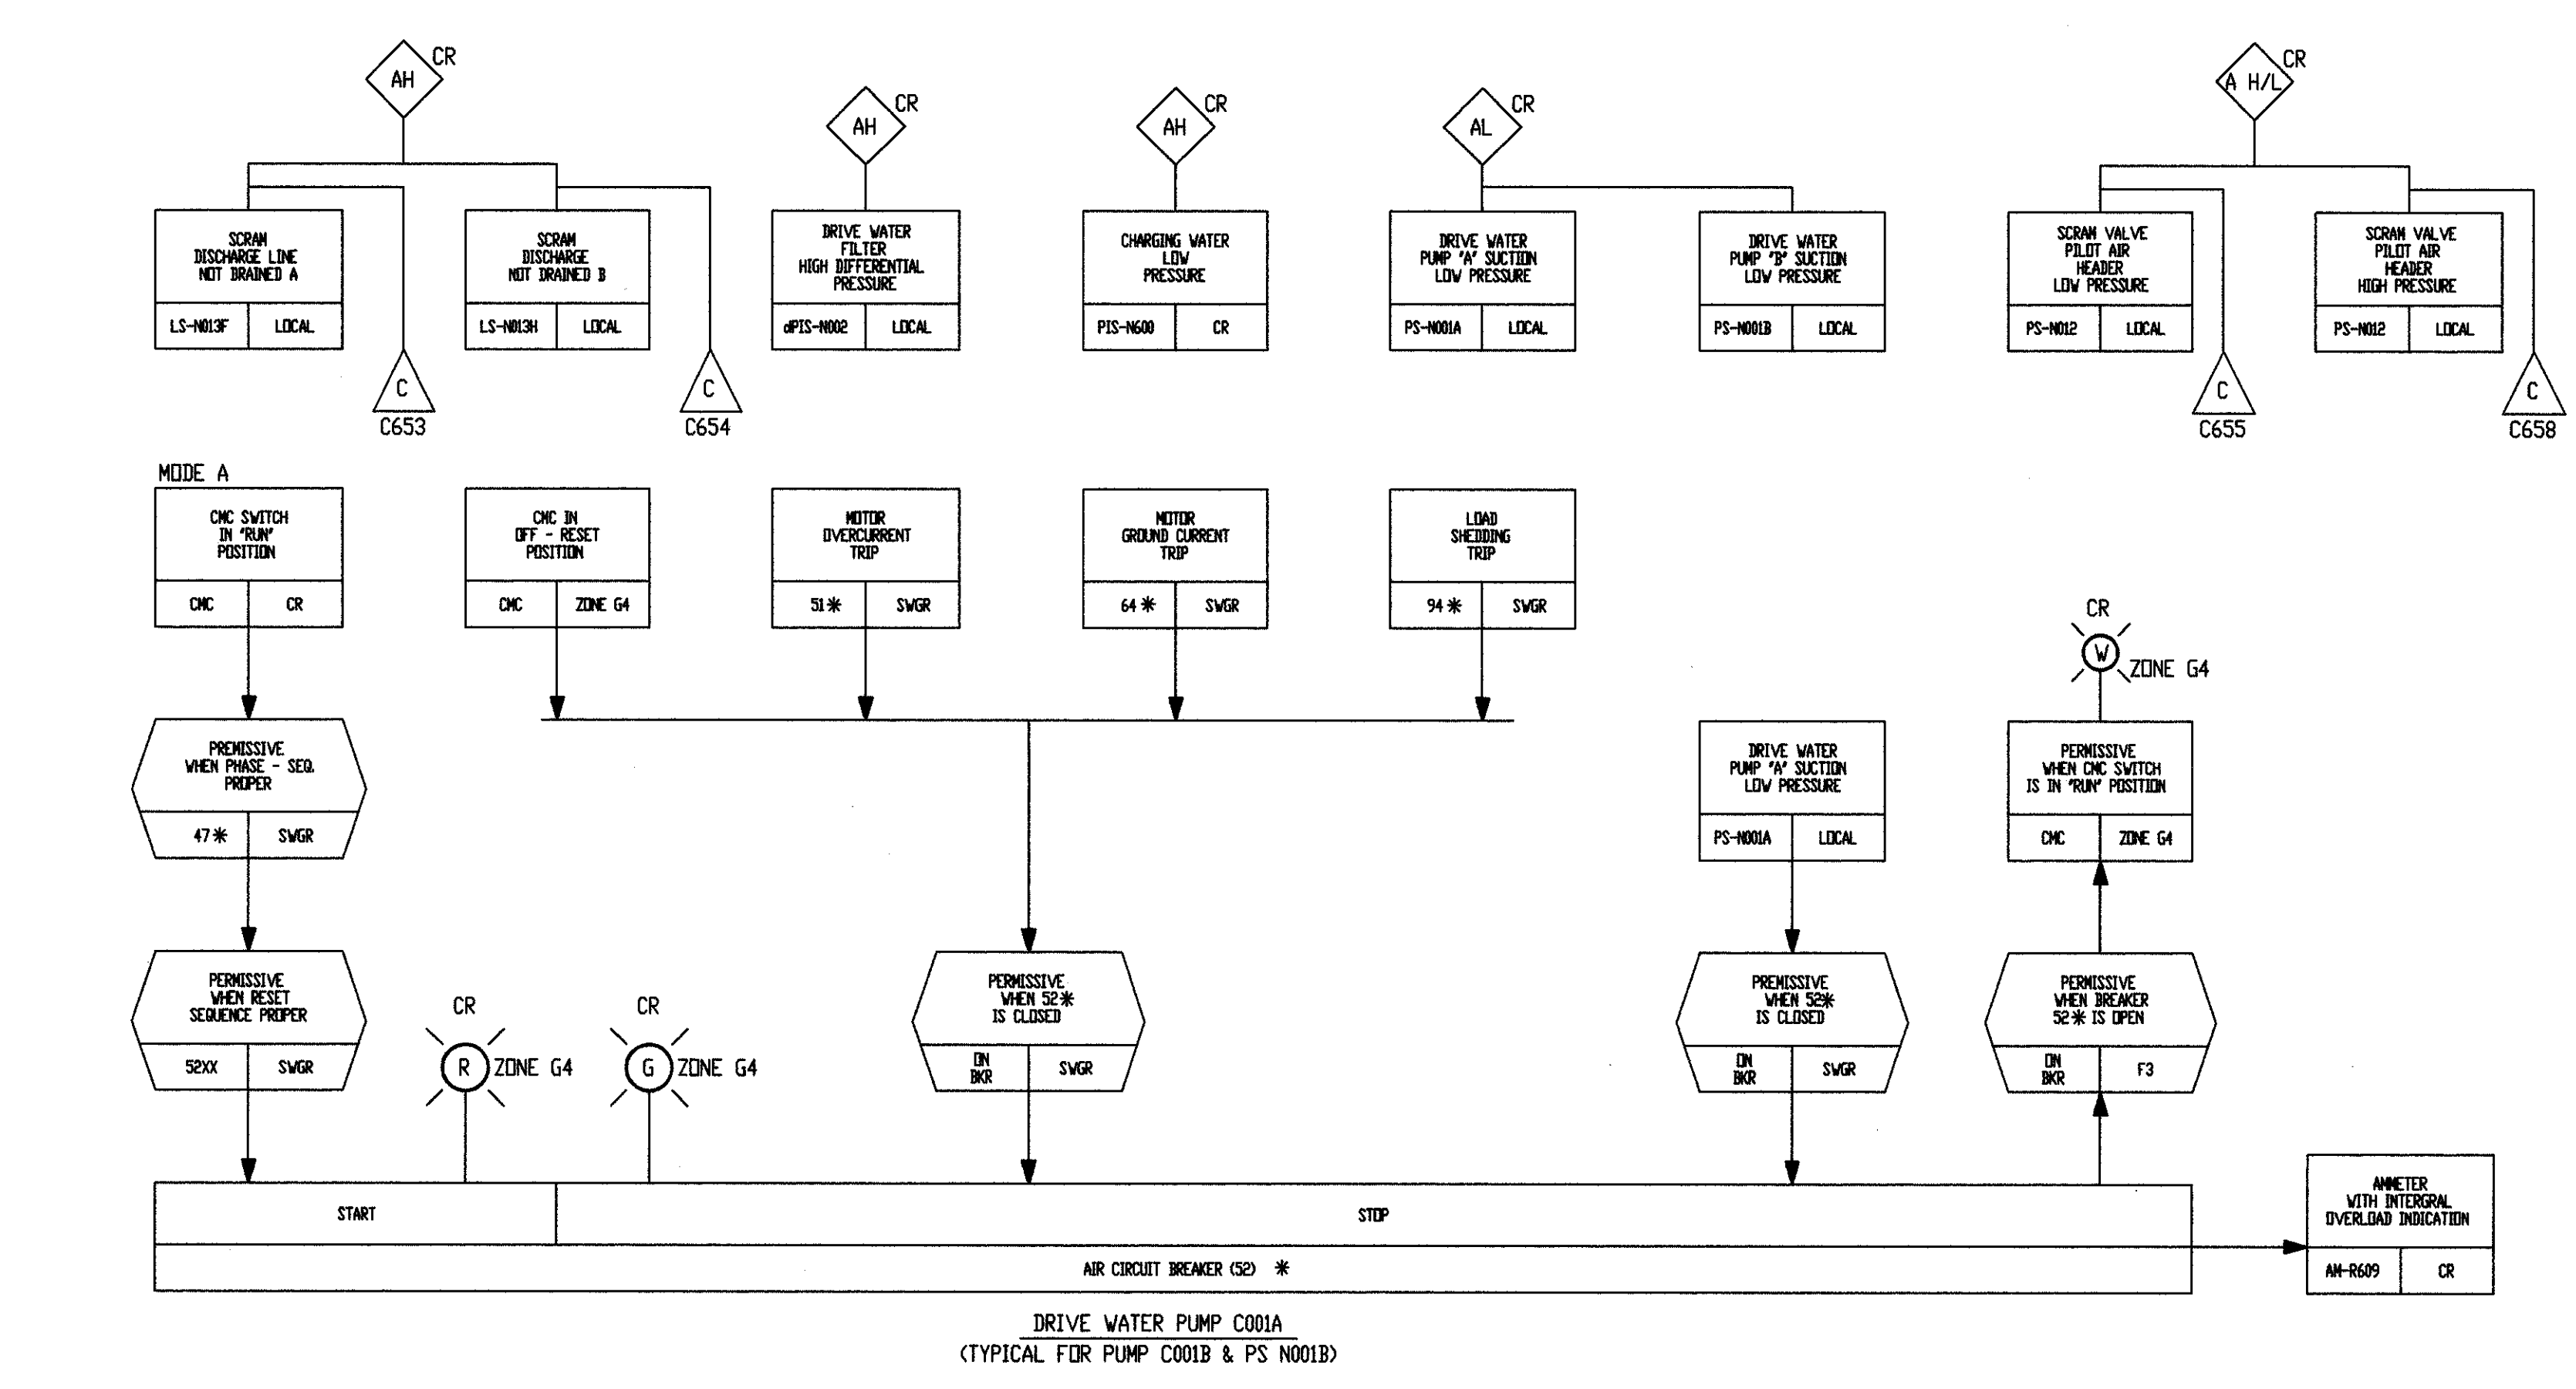 CR
AH
CR
AH
CR
AH
CR
AL
CR
A H/L
SCRAM
DISCHARGE LINE
NOT DRAINED A
LS-N013F
LOCAL
SCRAM
DISCHARGE
NOT DRAINED B
LS-N013H
LOCAL
DRIVE WATER
FILTER
HIGH DIFFERENTIAL
PRESSURE
dPIS-N002
LOCAL
CHARGING WATER
LOW
PRESSURE
PIS-N600
CR
DRIVE WATER
PUMP "A" SUCTION
LOW PRESSURE
PS-N001A
LOCAL
DRIVE WATER
PUMP "B" SUCTION
LOW PRESSURE
PS-N001B
LOCAL
SCRAM VALVE
PILOT AIR
HEADER
LOW PRESSURE
PS-N012
LOCAL
SCRAM VALVE
PILOT AIR
HEADER
HIGH PRESSURE
PS-N012
LOCAL
C
C653
C
C654
C
C655
C
C658
MODE A
CMC SWITCH
IN "RUN"
POSITION
CMC
CR
CMC IN
OFF - RESET
POSITION
CMC
ZONE G4
MOTOR
OVERCURRENT
TRIP
51*
SWGR
MOTOR
GROUND CURRENT
TRIP
64*
SWGR
LOAD
SHEDDING
TRIP
94*
SWGR
CR
W
ZONE G4
PREMISSIVE
WHEN PHASE - SEQ.
PROPER
47*
SWGR
DRIVE WATER
PUMP "A" SUCTION
LOW PRESSURE
PS-N001A
LOCAL
PERMISSIVE
WHEN CMC SWITCH
IS IN "RUN" POSITION
CMC
ZONE G4
PERMISSIVE
WHEN RESET
SEQUENCE PROPER
52XX
SWGR
CR
R
ZONE G4
CR
G
ZONE G4
PERMISSIVE
WHEN 52*
IS CLOSED
ON
BKR
SWGR
PREMISSIVE
WHEN 52*
IS CLOSED
ON
BKR
SWGR
PERMISSIVE
WHEN BREAKER
52* IS OPEN
ON
BKR
F3
START
STOP
AIR CIRCUIT BREAKER (52) *
AMMETER
WITH INTERGRAL
OVERLOAD INDICATION
AM-R609
CR
DRIVE WATER PUMP C001A
(TYPICAL FOR PUMP C001B & PS N001B)